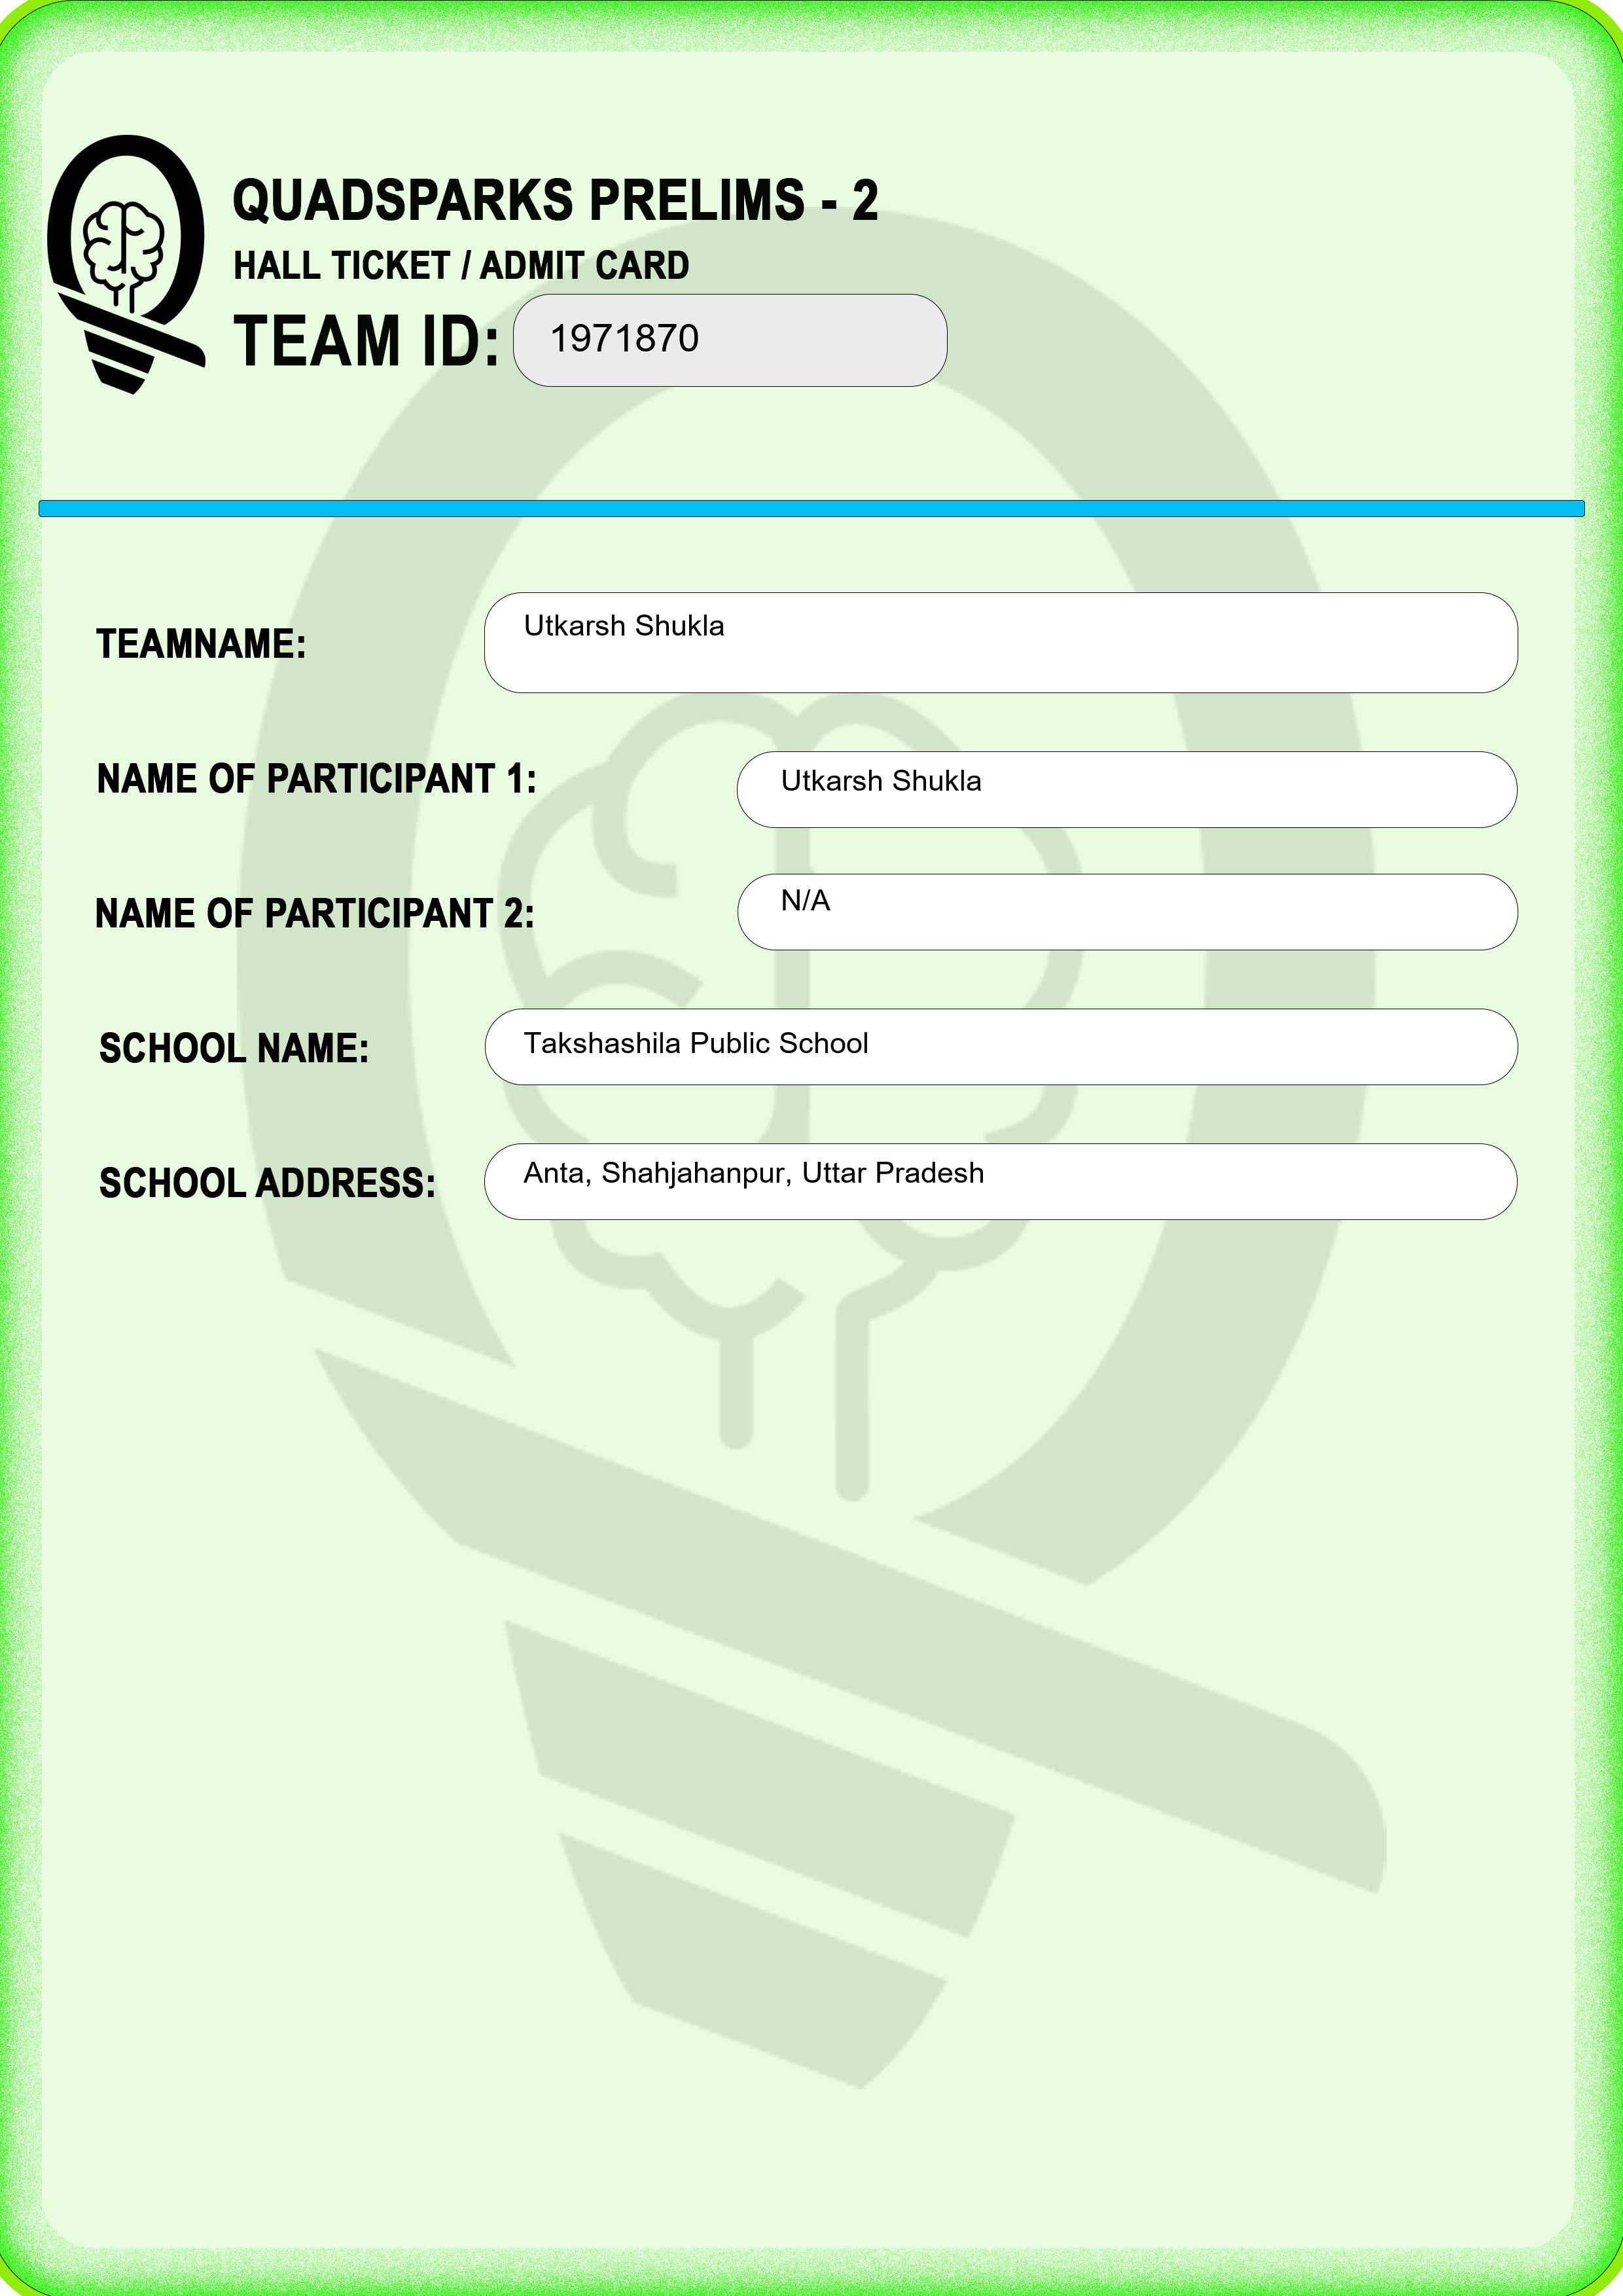 QUADSPARKS PRELIMS - 2
HALL TICKET / ADMIT CARD
TEAM ID: 1971870
TEAMNAME: Utkarsh Shukla
NAME OF PARTICIPANT 1: Utkarsh Shukla
NAME OF PARTICIPANT 2: N/A
SCHOOL NAME: Takshashila Public School
SCHOOL ADDRESS: Anta, Shahjahanpur, Uttar Pradesh